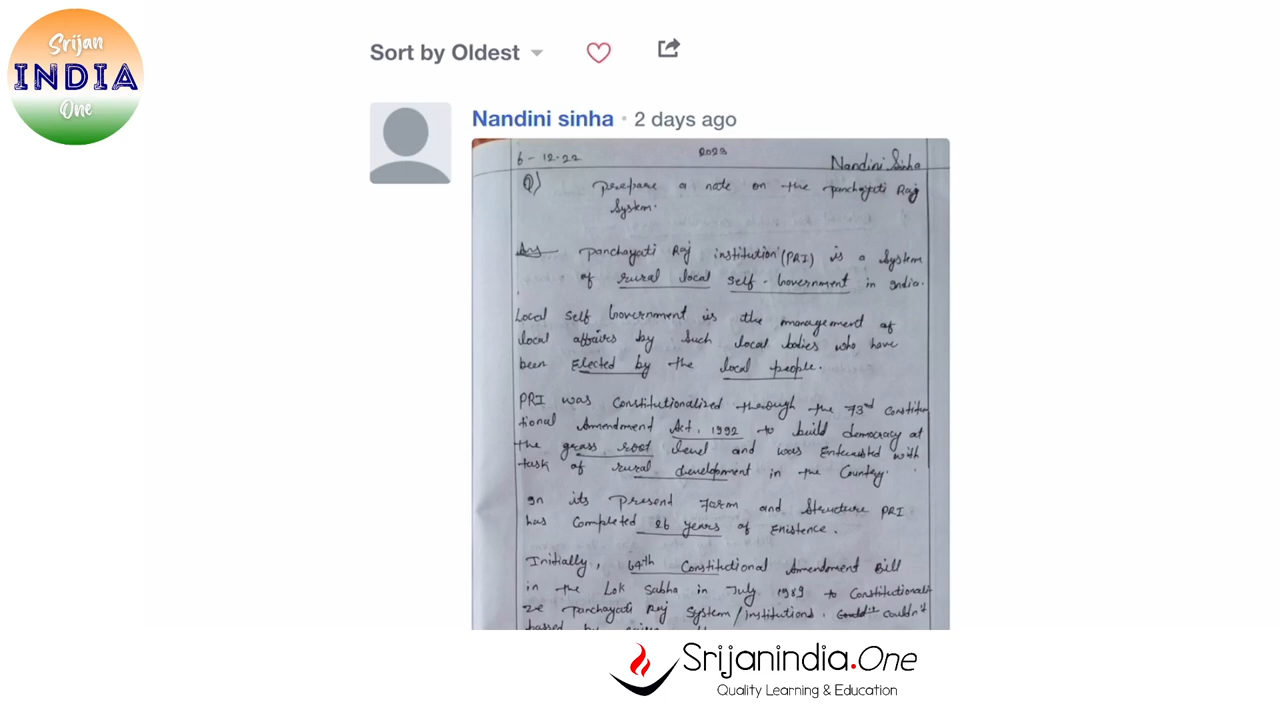 Srijan
INDIA
One
Sort by Oldest
Nandini sinha • 2 days ago
6 - 12-22
2023
Nandini Sinha
Q)
Prepare a note on the Panchayati Raj
System.
Ans Panchayati Raj institution (PRI) is a System
of rural local Self-Government in India.
Local Self Government is the management of
local affairs by such local bodies who have
been Elected by the local people.
PRI was Constitutionalized through the 73rd Constitu
tional Amendment Act, 1992 to build democracy at
the grass root level and was Entrusted with
task of rural development in the Country.
In its Present Form and Structure PRI
has Completed 26 years of Existence.
Initially, 64th Constitutional Amendment Bill
in the Lok Sabha in July 1989 to Constitutionali
ze Panchayati Raj System/institutions. couldn't
Srijanindia.One
Quality Learning & Education